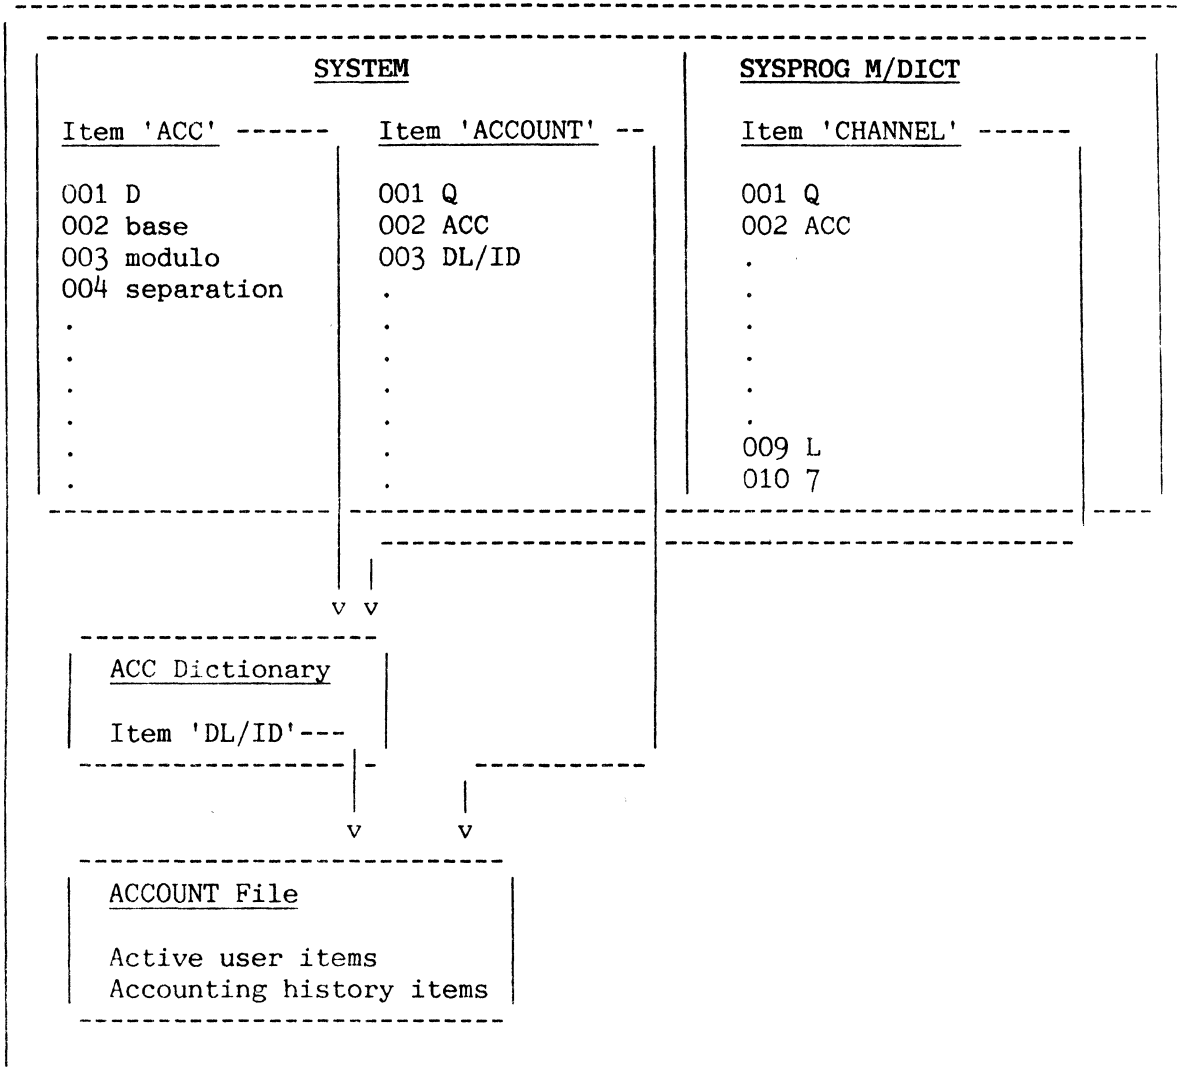 SYSTEM SYSPROG M/DICT
Item 'ACC' ------ Item 'ACCOUNT' -- Item 'CHANNEL' ------
001 D 001 Q 001 Q
002 base 002 ACC 002 ACC
003 modulo 003 DL/ID .
004 separation . .
. . .
. . .
. . .
. . .
. . 009 L
. . 010 7
v v
ACC Dictionary
Item 'DL/ID'---
v v
ACCOUNT File
Active user items
Accounting history items